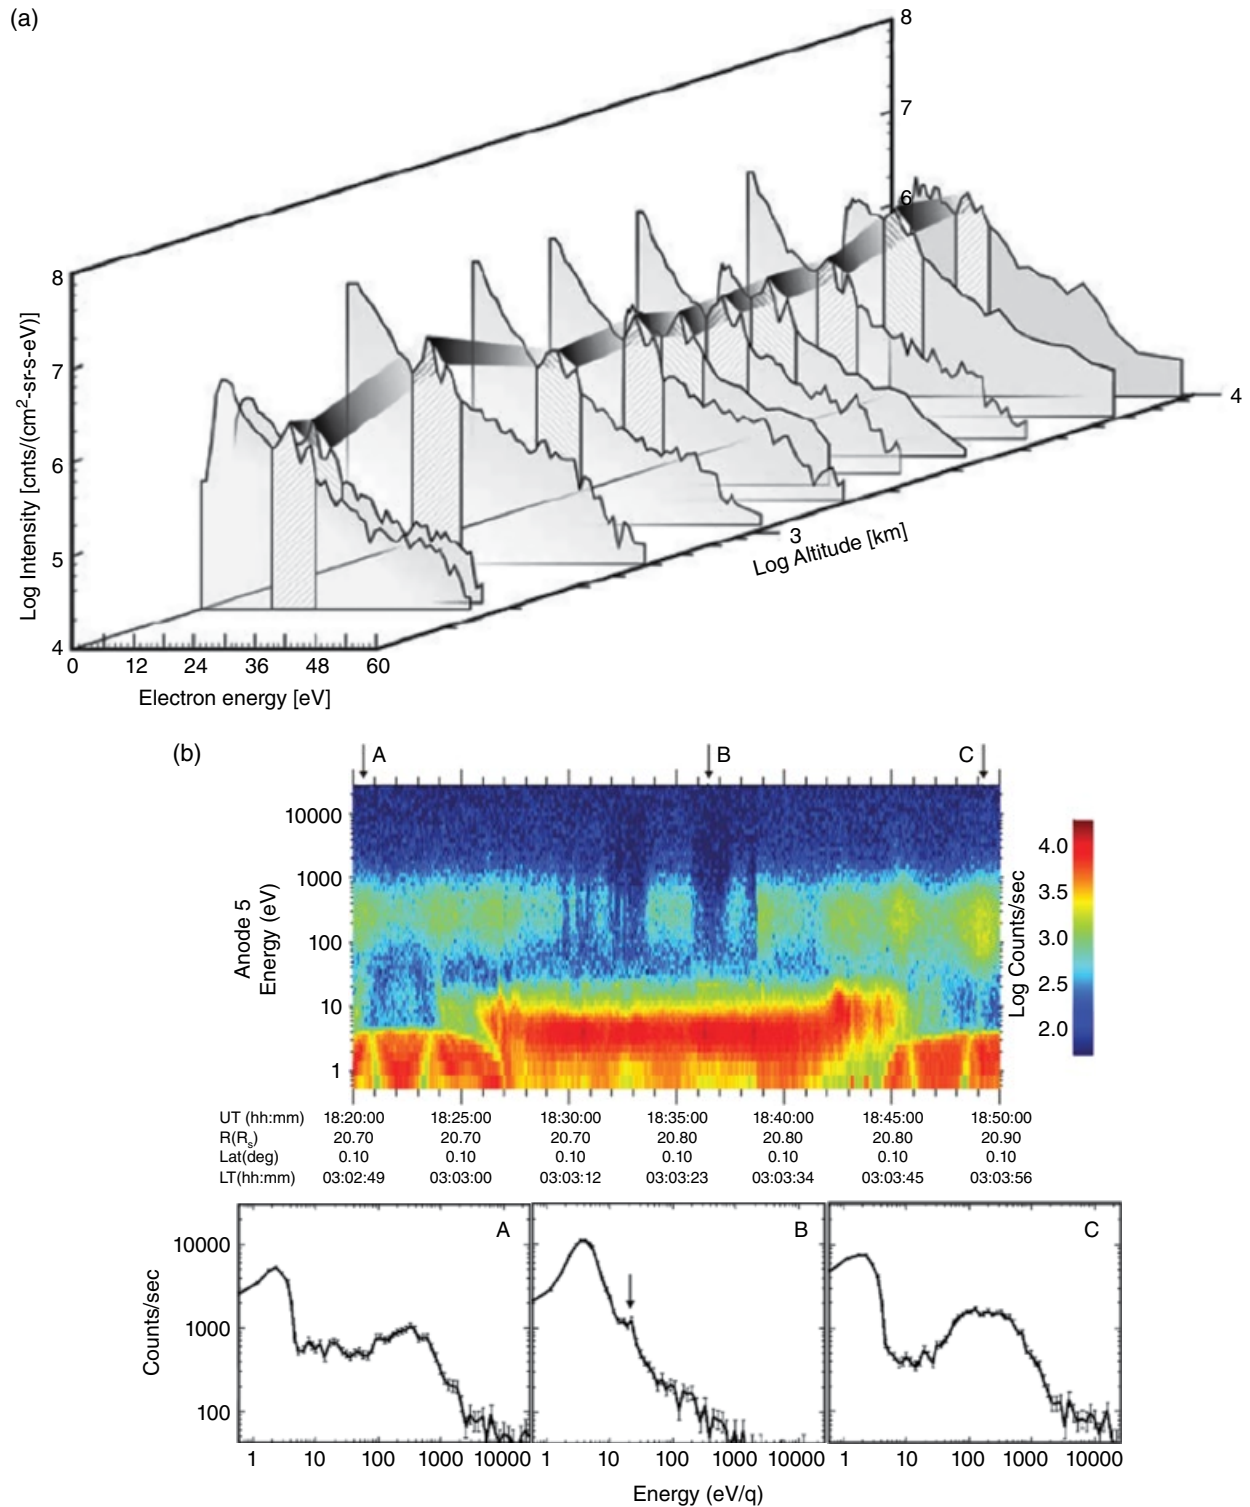 (a)
8
7
6
8
7
6
5
4
Log Intensity [cnts/(cm²-sr-s-eV)]
4
3
Log Altitude [km]
0 12 24 36 48 60
Electron energy [eV]
(b)
A B C
10000
1000
100
10
1
Anode 5
Energy (eV)
4.0
3.5
3.0
2.5
2.0
Log Counts/sec
UT (hh:mm) 18:20:00 18:25:00 18:30:00 18:35:00 18:40:00 18:45:00 18:50:00
R(Rs) 20.70 20.70 20.70 20.80 20.80 20.80 20.90
Lat(deg) 0.10 0.10 0.10 0.10 0.10 0.10 0.10
LT(hh:mm) 03:02:49 03:03:00 03:03:12 03:03:23 03:03:34 03:03:45 03:03:56
A B C
10000
1000
100
Counts/sec
1 10 100 1000 10000 1 10 100 1000 10000 1 10 100 1000 10000
Energy (eV/q)